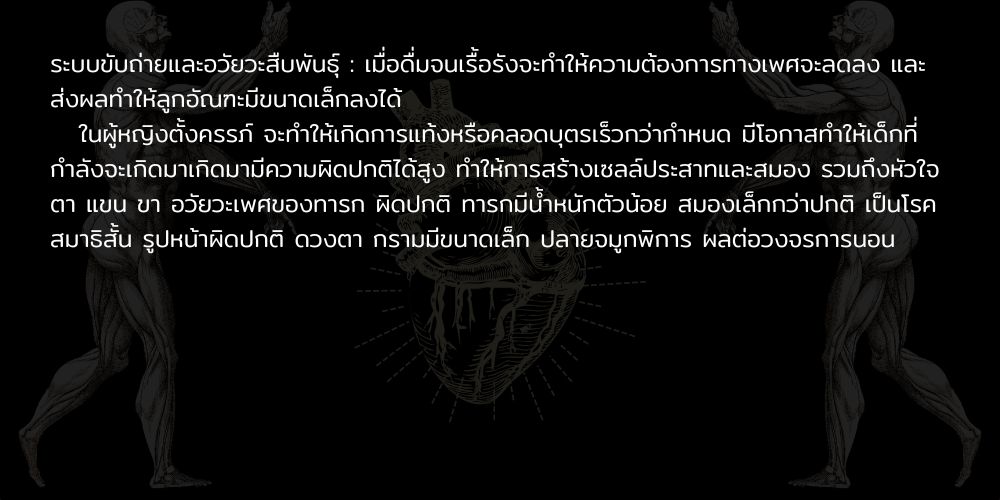 ระบบขับถ่ายและอวัยวะสืบพันธุ์ : เมื่อดื่มจนเรื้อรังจะทำให้ความต้องการทางเพศจะลดลง และ
ส่งผลทำให้ลูกอัณฑะมีขนาดเล็กลงได้
ในผู้หญิงตั้งครรภ์ จะทำให้เกิดการแท้งหรือคลอดบุตรเร็วกว่ากำหนด มีโอกาสทำให้เด็กที่
กำลังจะเกิดมาเกิดมามีความผิดปกติได้สูง ทำให้การสร้างเซลล์ประสาทและสมอง รวมถึงหัวใจ
ตา แขน ขา อวัยวะเพศของทารก ผิดปกติ ทารกมีน้ำหนักตัวน้อย สมองเล็กกว่าปกติ เป็นโรค
สมาธิสั้น รูปหน้าผิดปกติ ดวงตา กรามมีขนาดเล็ก ปลายจมูกพิการ ผลต่อวงจรการนอน